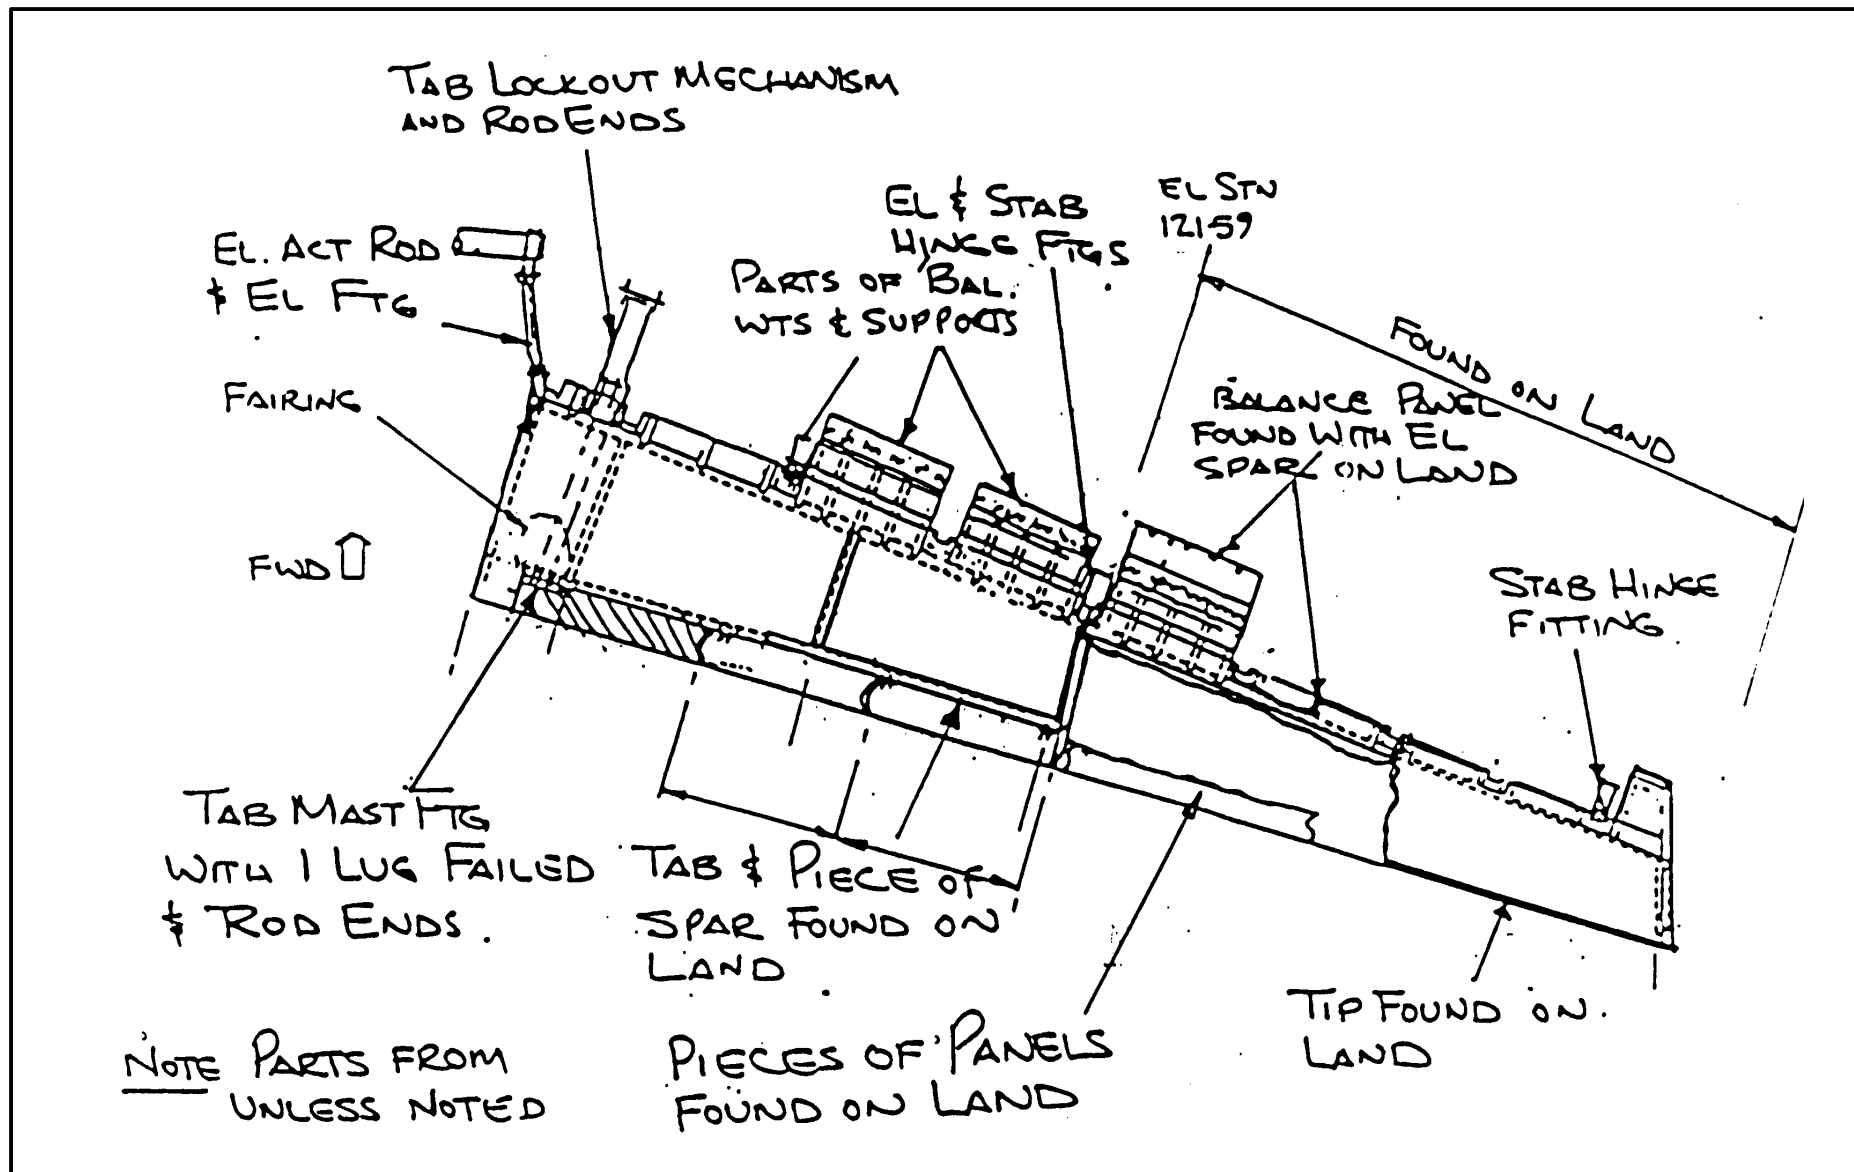 TAB LOCKOUT MECHANISM
AND ROD ENDS
EL & STAB
HINGE FTGS
EL STN
121.59
EL. ACT ROD
& EL FTG
PARTS OF BAL.
WTS & SUPPORTS
FOUND ON LAND
FAIRING
BALANCE PANEL
FOUND WITH EL
SPAR ON LAND
FWD
STAB HINGE
FITTING
TAB MAST FTG
WITH 1 LUG FAILED
& ROD ENDS.
TAB & PIECE OF
SPAR FOUND ON
LAND
TIP FOUND ON
LAND
NOTE PARTS FROM
UNLESS NOTED
PIECES OF PANELS
FOUND ON LAND